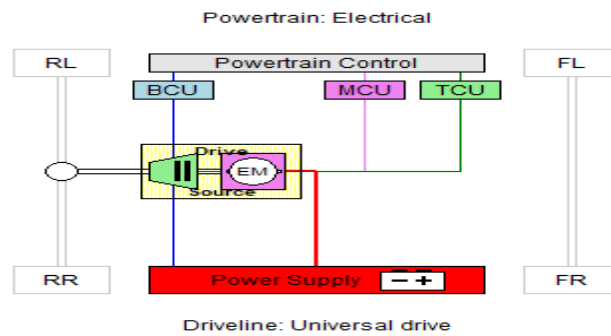 Powertrain: Electrical
RL
Powertrain Control
FL
BCU
MCU
TCU
Drive
EM
Source
RR
Power Supply
FR
Driveline: Universal drive